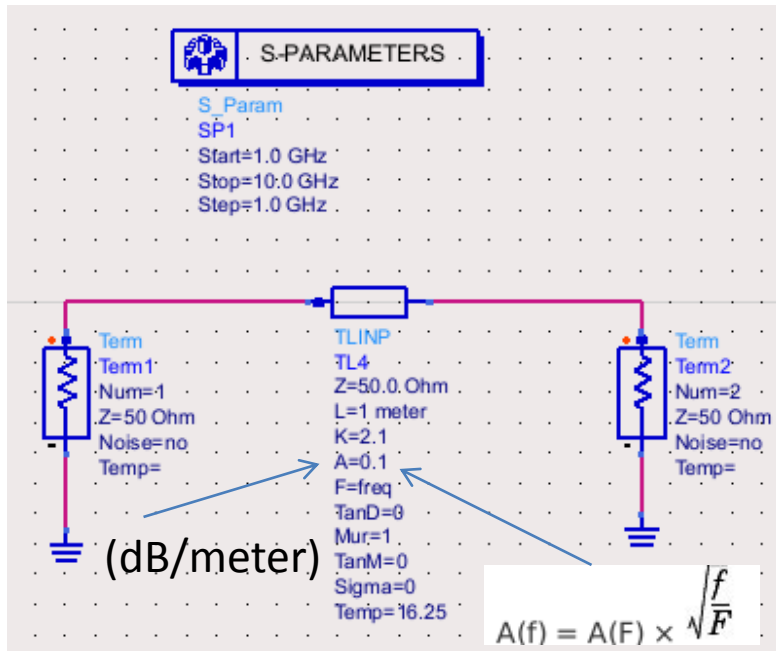 S-PARAMETERS
S_Param
SP1
Start=1.0 GHz
Stop=10.0 GHz
Step=1.0 GHz
Term
Term1
Num=1
Z=50 Ohm
Noise=no
Temp=
TLINP
TL4
Z=50.0 Ohm
L=1 meter
K=2.1
A=0.1
F=freq
TanD=0
Mur=1
TanM=0
Sigma=0
Temp=16.25
Term
Term2
Num=2
Z=50 Ohm
Noise=no
Temp=
(dB/meter)
A(f) = A(F) × √(f/F)